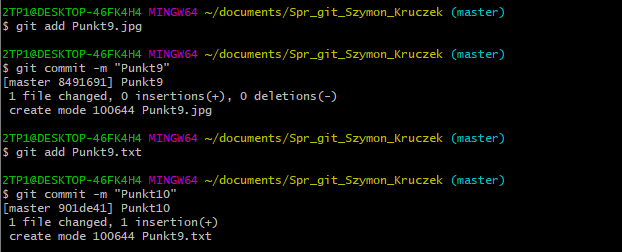 2TP1@DESKTOP-46FK4H4 MINGW64 ~/documents/Spr_git_Szymon_Kruczek (master)
$ git add Punkt9.jpg
2TP1@DESKTOP-46FK4H4 MINGW64 ~/documents/Spr_git_Szymon_Kruczek (master)
$ git commit -m "Punkt9"
[master 8491691] Punkt9
1 file changed, 0 insertions(+), 0 deletions(-)
create mode 100644 Punkt9.jpg
2TP1@DESKTOP-46FK4H4 MINGW64 ~/documents/Spr_git_Szymon_Kruczek (master)
$ git add Punkt9.txt
2TP1@DESKTOP-46FK4H4 MINGW64 ~/documents/Spr_git_Szymon_Kruczek (master)
$ git commit -m "Punkt10"
[master 901de41] Punkt10
1 file changed, 1 insertion(+)
create mode 100644 Punkt9.txt